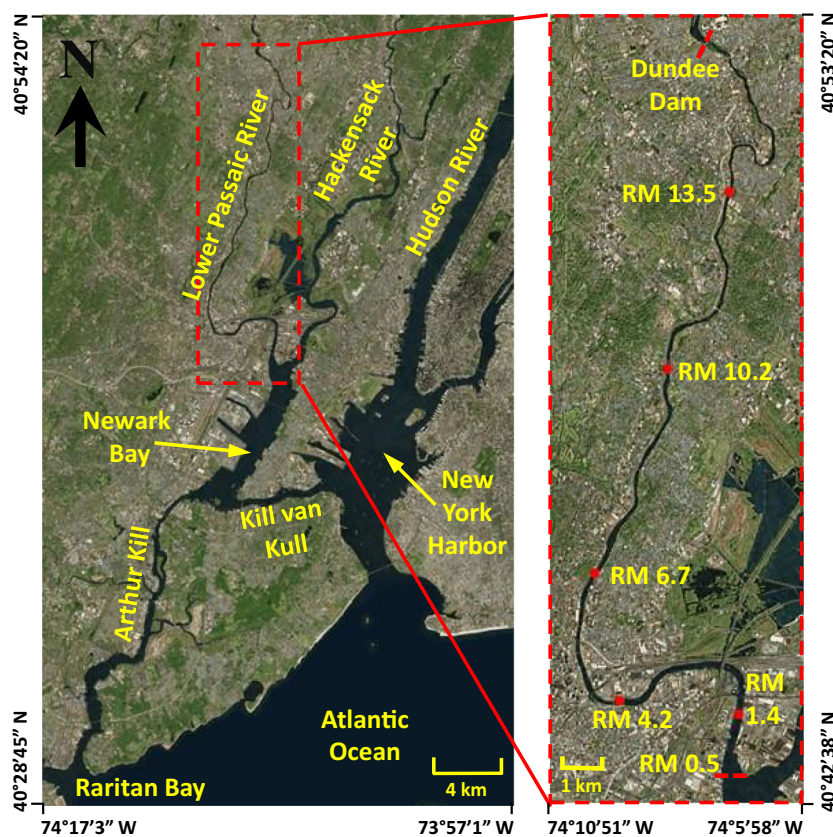 40°54’20” N
N
Lower Passaic River
Hackensack
River
Hudson River
Newark
Bay
New
York
Harbor
Kill van
Kull
Arthur Kill
Atlantic
Ocean
4 km
Raritan Bay
40°28’45” N
74°17’3” W
73°57’1” W
40°53’20” N
Dundee
Dam
RM 13.5
RM 10.2
RM 6.7
RM
1.4
RM 4.2
RM 0.5
1 km
40°42’38” N
74°10’51” W
74°5’58” W